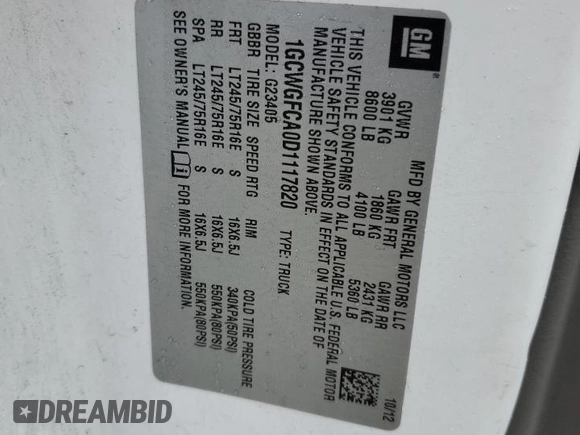 GM
®
MFD BY GENERAL MOTORS LLC
10/12
GVWR GAWR FRT GAWR RR
3901 KG 1860 KG 2431 KG
8600 LB 4100 LB 5360 LB
THIS VEHICLE CONFORMS TO ALL APPLICABLE U.S. FEDERAL MOTOR
VEHICLE SAFETY STANDARDS IN EFFECT ON THE DATE OF
MANUFACTURE SHOWN ABOVE.
1GCWGFCA0D1117820 TYPE: TRUCK
MODEL: G23405
GBBR TIRE SIZE SPEED RTG RIM COLD TIRE PRESSURE
FRT LT245/75R16E S 16X6.5J 340KPA(50PSI)
RR LT245/75R16E S 16X6.5J 550KPA(80PSI)
SPA LT245/75R16E S 16X6.5J 550KPA(80PSI)
SEE OWNER'S MANUAL FOR MORE INFORMATION.
$DREAMBID